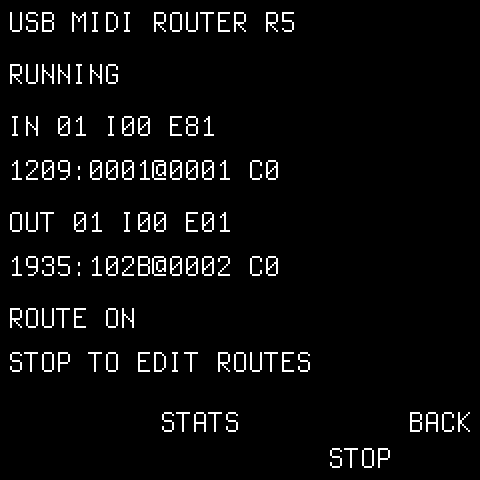 USB MIDI ROUTER R5
RUNNING
IN 01 I00 E81
1209:0001@0001 C0
OUT 01 I00 E01
1935:102B@0002 C0
ROUTE ON
STOP TO EDIT ROUTES
STATS BACK
STOP